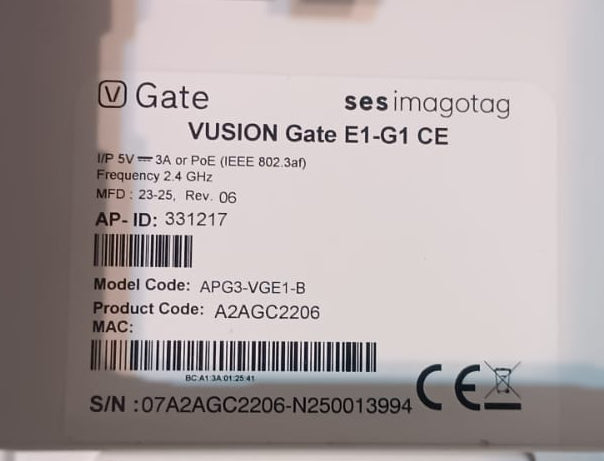 V Gate
ses imagotag
VUSION Gate E1-G1 CE
I/P 5V 3A or PoE (IEEE 802.3af)
Frequency 2.4 GHz
MFD : 23-25, Rev. 06
AP- ID: 331217
Model Code: APG3-VGE1-B
Product Code: A2AGC2206
MAC:
BC:A1:3A:01:25:41
CE
S/N :07A2AGC2206-N250013994